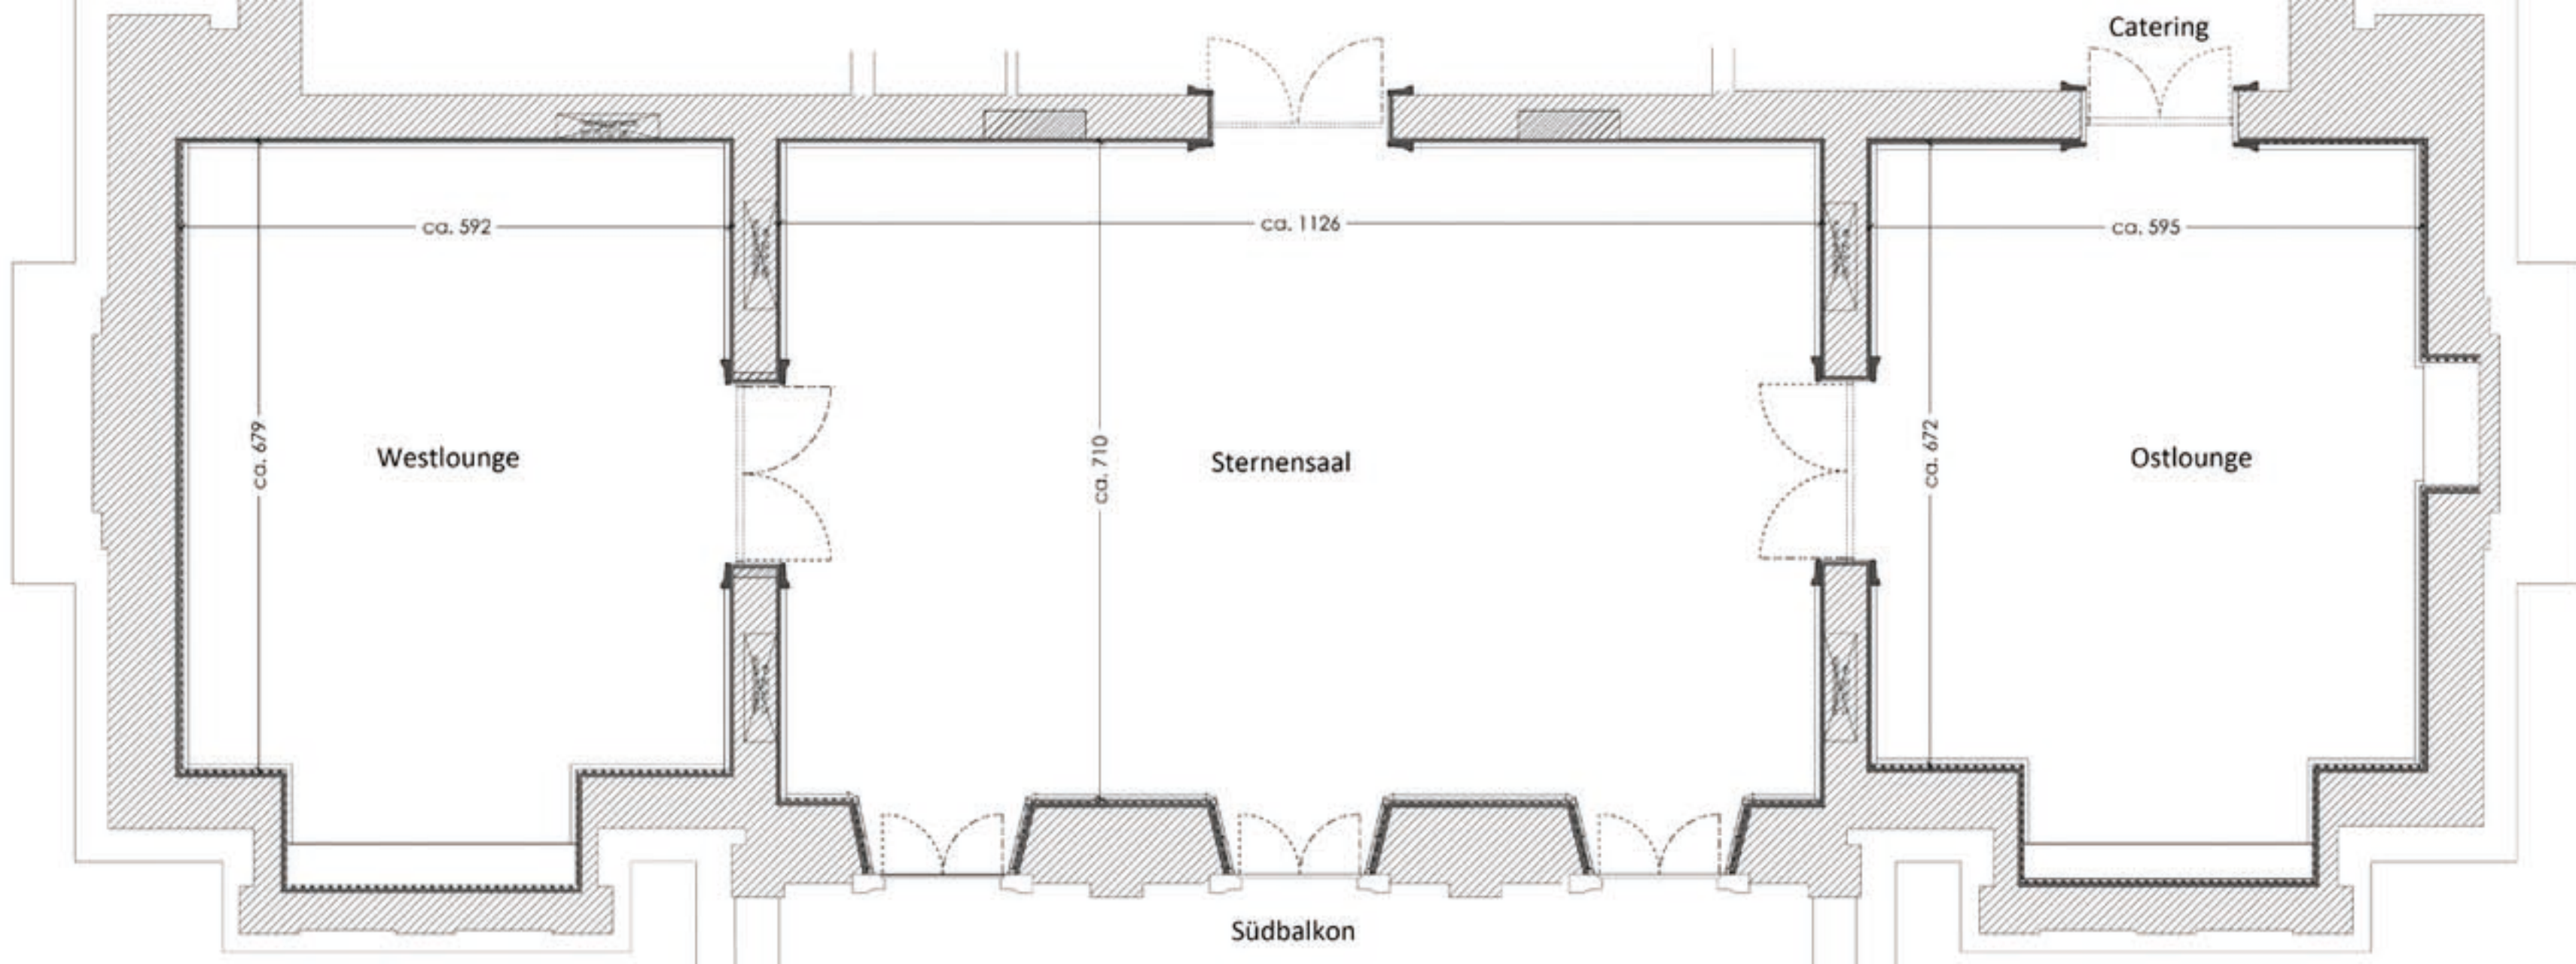 Catering
ca. 592
ca. 1126
ca. 595
ca. 679
Westlounge
ca. 710
Sternensaal
ca. 672
Ostlounge
Südbalkon